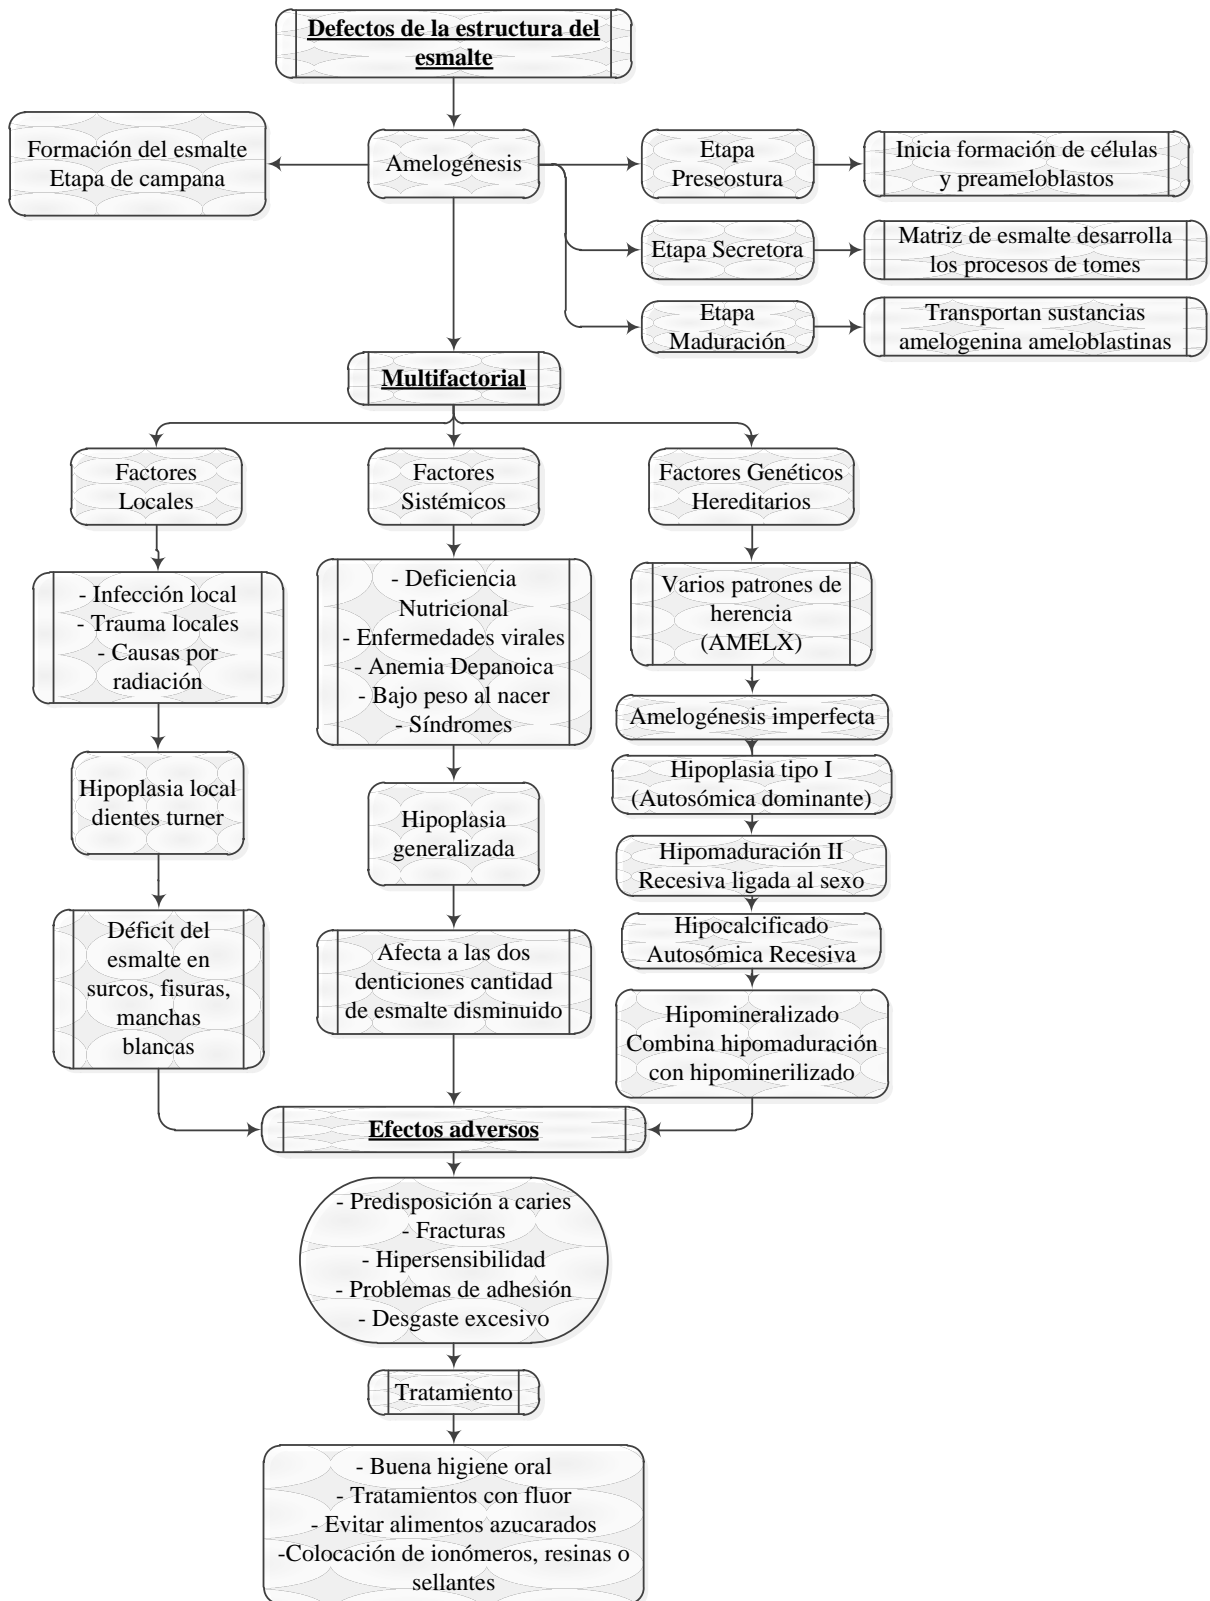 Defectos de la estructura del
esmalte
Formación del esmalte
Etapa de campana
Amelogénesis
Etapa
Preseostura
Inicia formación de células
y preameloblastos
Etapa Secretora
Matriz de esmalte desarrolla
los procesos de tomes
Etapa
Maduración
Transportan sustancias
amelogenina ameloblastinas
Multifactorial
Factores
Locales
- Infección local
- Trauma locales
- Causas por
radiación
Hipoplasia local
dientes turner
Déficit del
esmalte en
surcos, fisuras,
manchas
blancas
Factores
Sistémicos
- Deficiencia
Nutricional
- Enfermedades virales
- Anemia Depanoica
- Bajo peso al nacer
- Síndromes
Hipoplasia
generalizada
Afecta a las dos
denticiones cantidad
de esmalte disminuido
Factores Genéticos
Hereditarios
Varios patrones de
herencia
(AMELX)
Amelogénesis imperfecta
Hipoplasia tipo I
(Autosómica dominante)
Hipomaduración II
Recesiva ligada al sexo
Hipocalcificado
Autosómica Recesiva
Hipomineralizado
Combina hipomaduración
con hipominerilizado
Efectos adversos
- Predisposición a caries
- Fracturas
- Hipersensibilidad
- Problemas de adhesión
- Desgaste excesivo
Tratamiento
- Buena higiene oral
- Tratamientos con fluor
- Evitar alimentos azucarados
-Colocación de ionómeros, resinas o
sellantes